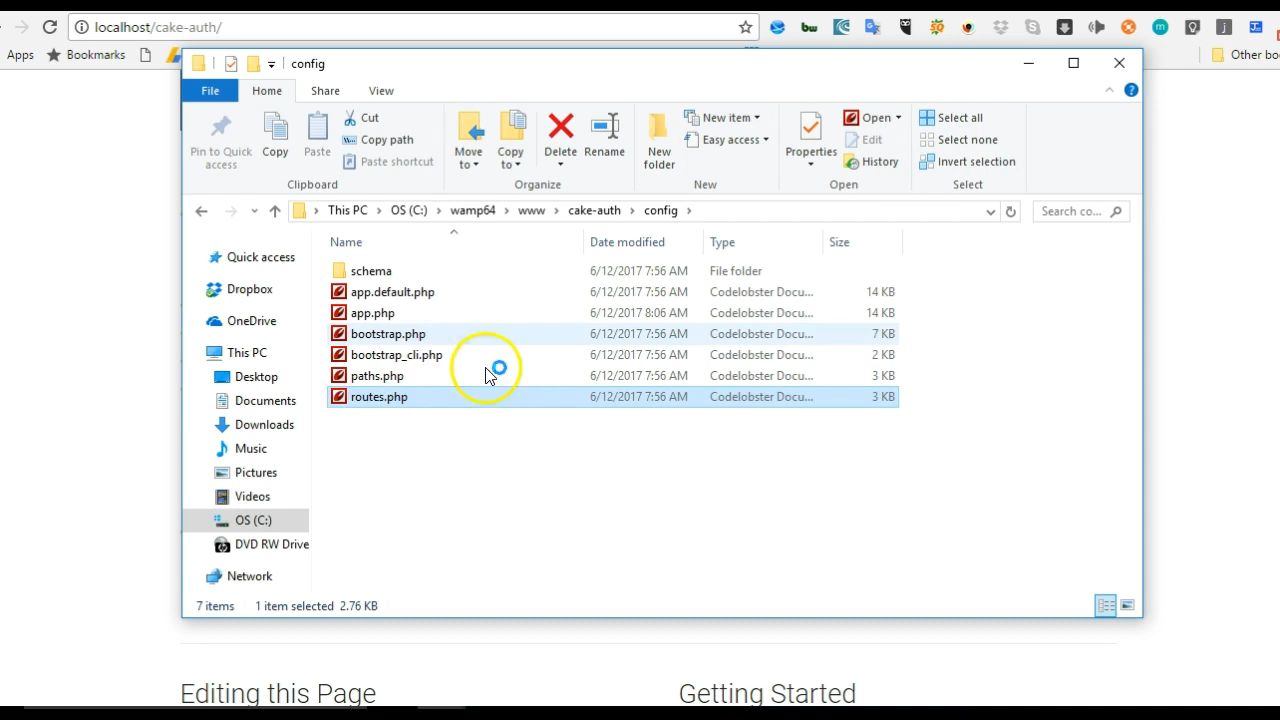 localhost/cake-auth/
Apps
Bookmarks
Other bo
config
File
Home
Share
View
Pin to Quick access
Copy
Paste
Cut
Copy path
Paste shortcut
Clipboard
Move to
Copy to
Delete
Rename
Organize
New folder
New item
Easy access
New
Properties
Open
Edit
History
Open
Select all
Select none
Invert selection
Select
This PC > OS (C:) > wamp64 > www > cake-auth > config >
Search co...
Name
Date modified
Type
Size
Quick access
Dropbox
OneDrive
This PC
Desktop
Documents
Downloads
Music
Pictures
Videos
OS (C:)
DVD RW Drive
Network
schema 6/12/2017 7:56 AM File folder
app.default.php 6/12/2017 7:56 AM Codelobster Docu... 14 KB
app.php 6/12/2017 8:06 AM Codelobster Docu... 14 KB
bootstrap.php 6/12/2017 7:56 AM Codelobster Docu... 7 KB
bootstrap_cli.php 6/12/2017 7:56 AM Codelobster Docu... 2 KB
paths.php 6/12/2017 7:56 AM Codelobster Docu... 3 KB
routes.php 6/12/2017 7:56 AM Codelobster Docu... 3 KB
7 items 1 item selected 2.76 KB
Editing this Page
Getting Started